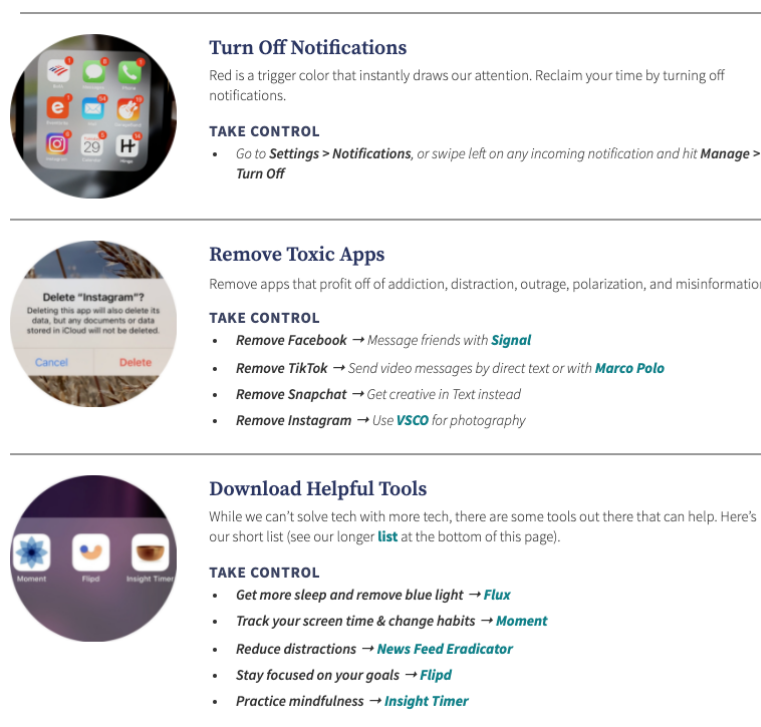 Turn Off Notifications
Red is a trigger color that instantly draws our attention. Reclaim your time by turning off
notifications.
TAKE CONTROL
• Go to Settings > Notifications, or swipe left on any incoming notification and hit Manage >
Turn Off
29
Delete “Instagram”?
Deleting this app will also delete its
data, but any documents or data
stored in iCloud will not be deleted.
Cancel Delete
Remove Toxic Apps
Remove apps that profit off of addiction, distraction, outrage, polarization, and misinformation
TAKE CONTROL
• Remove Facebook → Message friends with Signal
• Remove TikTok → Send video messages by direct text or with Marco Polo
• Remove Snapchat → Get creative in Text instead
• Remove Instagram → Use VSCO for photography
Moment Flipd Insight Timer
Download Helpful Tools
While we can’t solve tech with more tech, there are some tools out there that can help. Here’s
our short list (see our longer list at the bottom of this page).
TAKE CONTROL
• Get more sleep and remove blue light → Flux
• Track your screen time & change habits → Moment
• Reduce distractions → News Feed Eradicator
• Stay focused on your goals → Flipd
• Practice mindfulness → Insight Timer